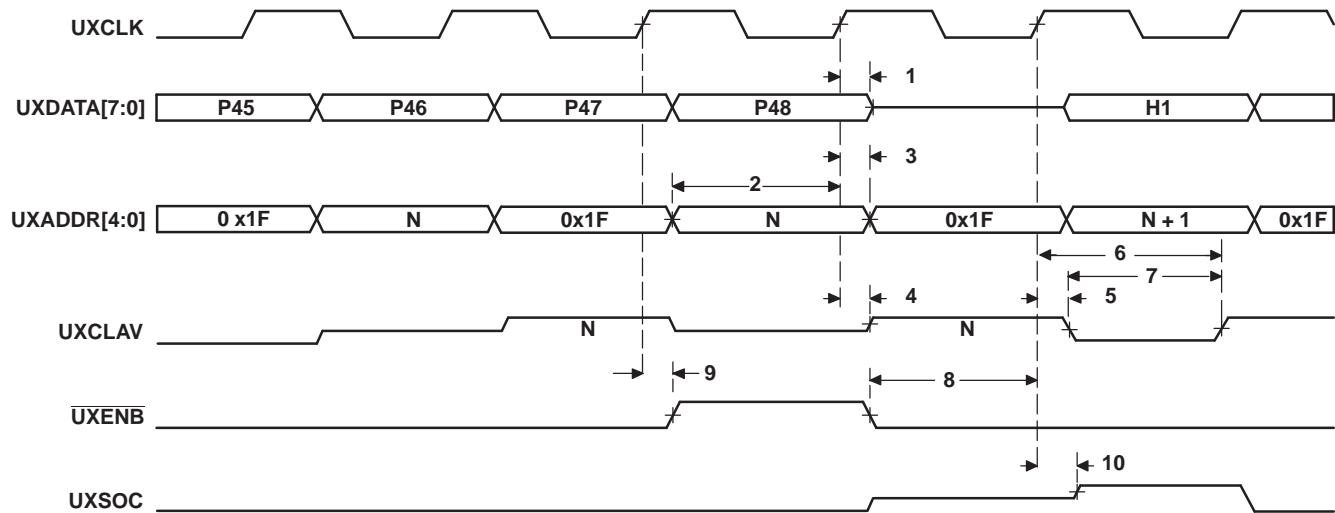 UXCLK
1
UXDATA[7:0] P45 P46 P47 P48 H1
3
2
UXADDR[4:0] 0 x1F N 0x1F N 0x1F N + 1 0x1F
6
7
4 5
UXCLAV N N
9 8
UXENB
10
UXSOC